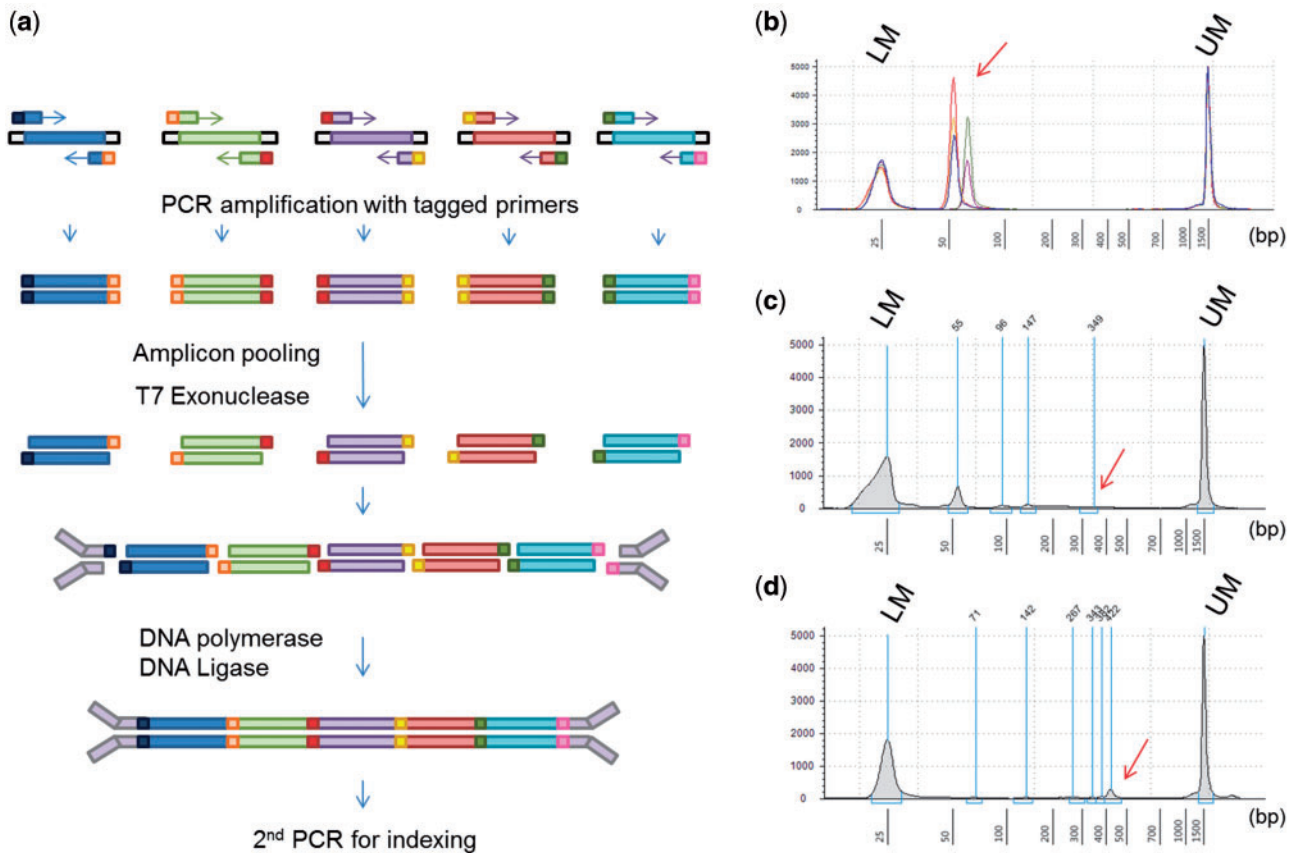 (a)
PCR amplification with tagged primers
Amplicon pooling
T7 Exonuclease
DNA polymerase
DNA Ligase
2nd PCR for indexing
(b)
LM
UM
5000
4000
3000
2000
1000
0
25 50 100 200 300 400 500 700 1000 1500 (bp)
(c)
LM
UM
55 96 147 349
5000
4000
3000
2000
1000
0
25 50 100 200 300 400 500 700 1000 1500 (bp)
(d)
LM
UM
71 142 267 343 382 422
5000
4000
3000
2000
1000
0
25 50 100 200 300 400 500 700 1000 1500 (bp)